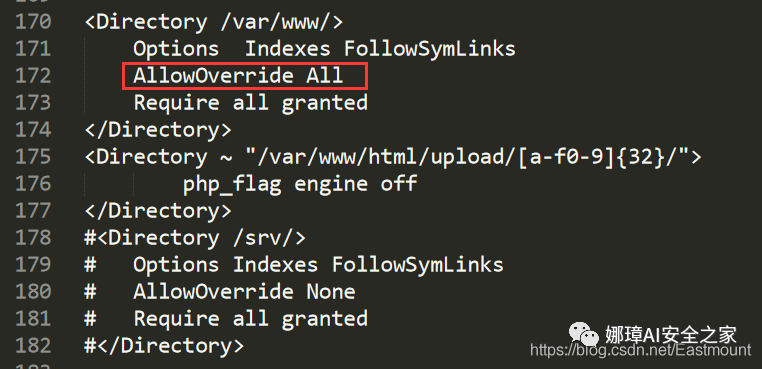 170 <Directory /var/www/>
171     Options  Indexes FollowSymLinks
172     AllowOverride All
173     Require all granted
174 </Directory>
175 <Directory ~ "/var/www/html/upload/[a-f0-9]{32}/">
176         php_flag engine off
177 </Directory>
178 #<Directory /srv/>
179 #   Options Indexes FollowSymLinks
180 #   AllowOverride None
181 #   Require all granted
182 #</Directory>
娜璋AI安全之家
https://blog.csdn.net/Eastmount